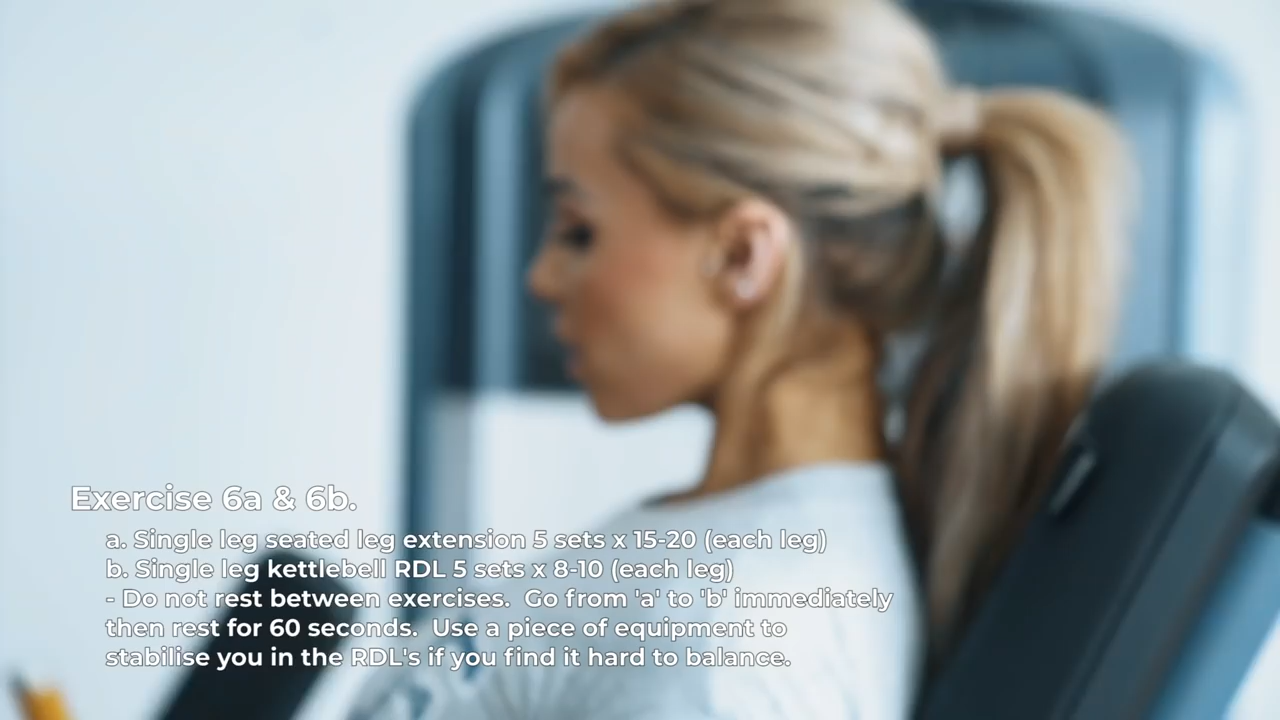 Exercise 6a & 6b.
a. Single leg seated leg extension 5 sets x 15-20 (each leg)
b. Single leg kettlebell RDL 5 sets x 8-10 (each leg)
- Do not rest between exercises.  Go from 'a' to 'b' immediately
then rest for 60 seconds.  Use a piece of equipment to
stabilise you in the RDL's if you find it hard to balance.